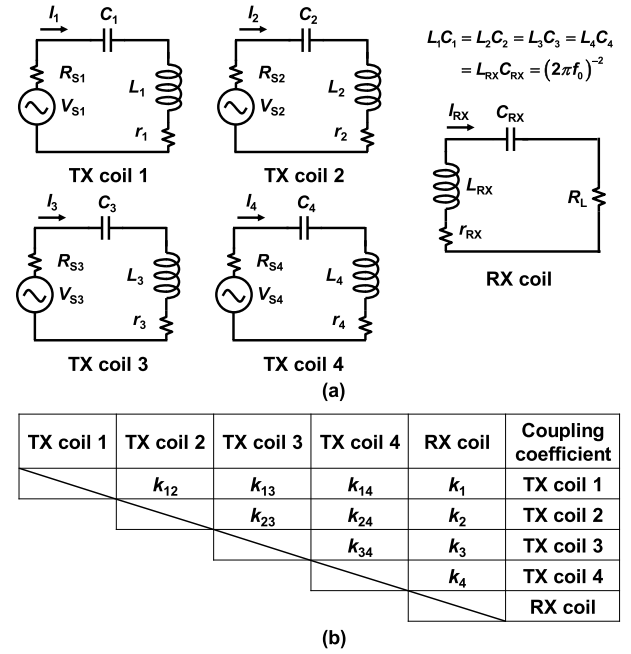 I1 C1
RS1 L1
VS1
r1
TX coil 1
I2 C2
RS2 L2
VS2
r2
TX coil 2
L1C1 = L2C2 = L3C3 = L4C4
= LRXCRX = (2πf0)−2
IRX CRX
LRX RL
rRX
RX coil
I3 C3
RS3 L3
VS3
r3
TX coil 3
I4 C4
RS4 L4
VS4
r4
TX coil 4
(a)
TX coil 1 TX coil 2 TX coil 3 TX coil 4 RX coil Coupling coefficient
k12 k13 k14 k1 TX coil 1
k23 k24 k2 TX coil 2
k34 k3 TX coil 3
k4 TX coil 4
RX coil
(b)